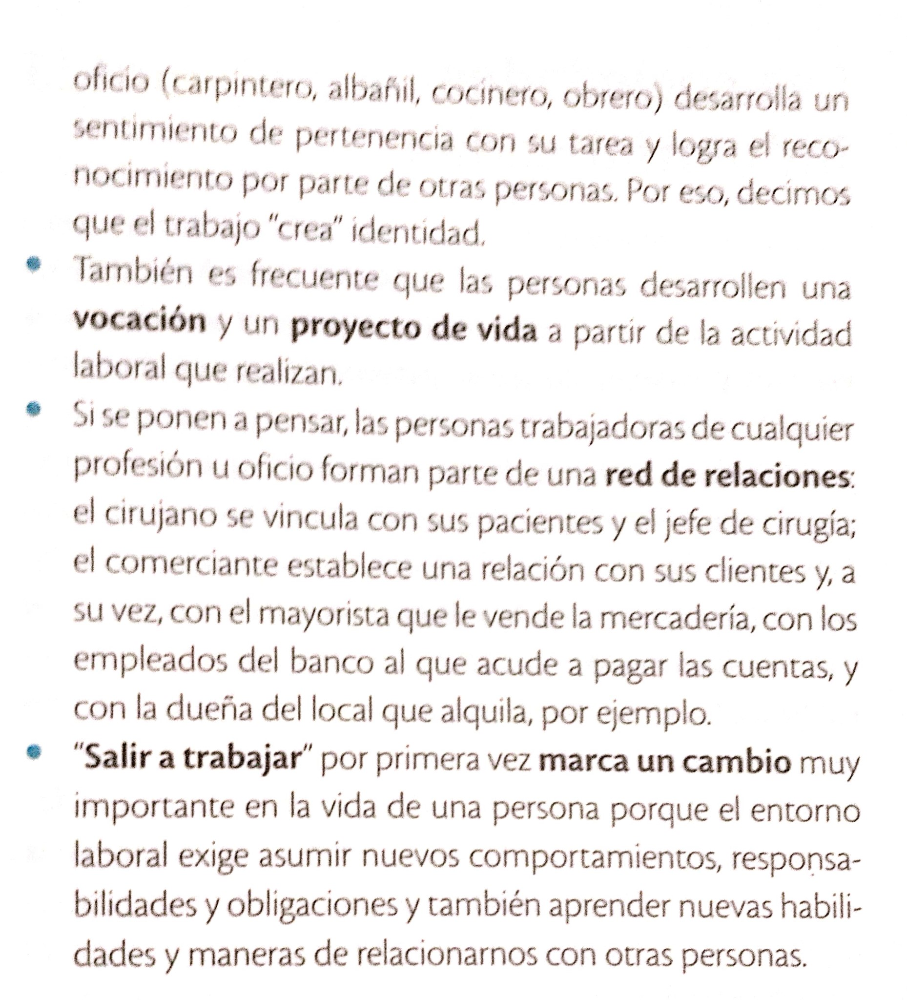 oficio (carpintero, albañil, cocinero, obrero) desarrolla un
sentimiento de pertenencia con su tarea y logra el reco-
nocimiento por parte de otras personas. Por eso, decimos
que el trabajo "crea" identidad.
• También es frecuente que las personas desarrollen una
vocación y un proyecto de vida a partir de la actividad
laboral que realizan.
• Si se ponen a pensar, las personas trabajadoras de cualquier
profesión u oficio forman parte de una red de relaciones:
el cirujano se vincula con sus pacientes y el jefe de cirugía;
el comerciante establece una relación con sus clientes y, a
su vez, con el mayorista que le vende la mercadería, con los
empleados del banco al que acude a pagar las cuentas, y
con la dueña del local que alquila, por ejemplo.
• "Salir a trabajar" por primera vez marca un cambio muy
importante en la vida de una persona porque el entorno
laboral exige asumir nuevos comportamientos, responsa-
bilidades y obligaciones y también aprender nuevas habili-
dades y maneras de relacionarnos con otras personas.